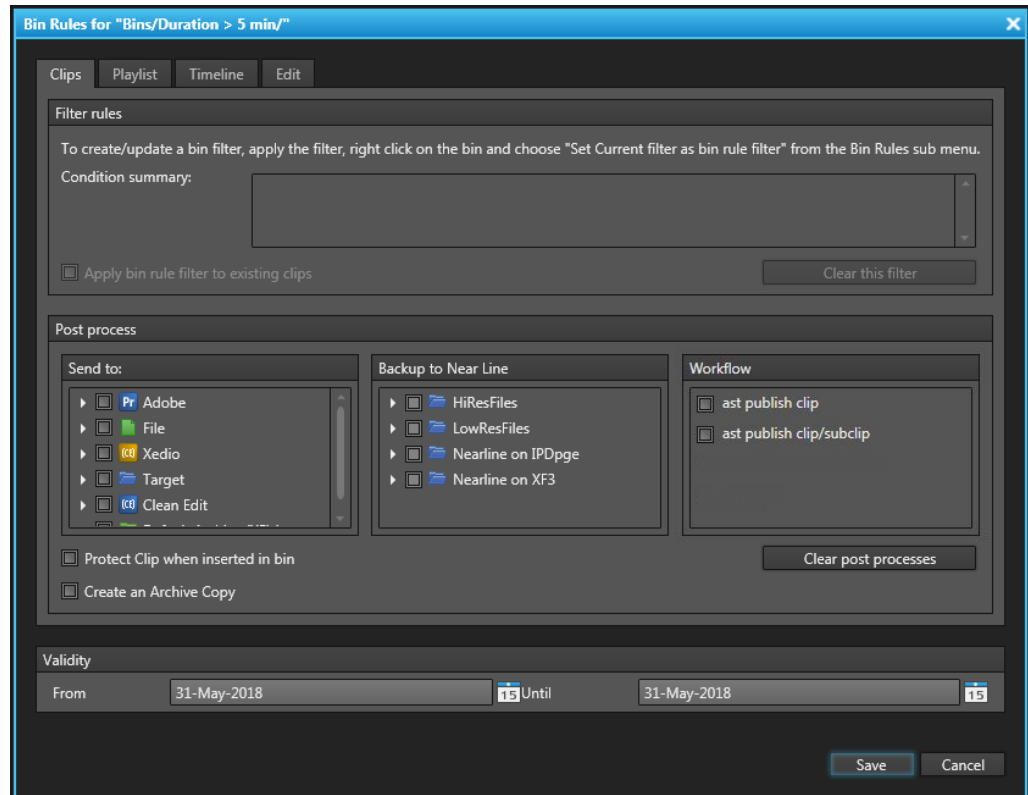 Bin Rules for "Bins/Duration > 5 min/"
Clips Playlist Timeline Edit
Filter rules
To create/update a bin filter, apply the filter, right click on the bin and choose "Set Current filter as bin rule filter" from the Bin Rules sub menu.
Condition summary:
Apply bin rule filter to existing clips
Clear this filter
Post process
Send to:
Pr Adobe
File
Xedio
Target
Clean Edit
Backup to Near Line
HiResFiles
LowResFiles
Nearline on IPDpge
Nearline on XF3
Workflow
ast publish clip
ast publish clip/subclip
Protect Clip when inserted in bin
Clear post processes
Create an Archive Copy
Validity
From 31-May-2018 15 Until 31-May-2018 15
Save Cancel